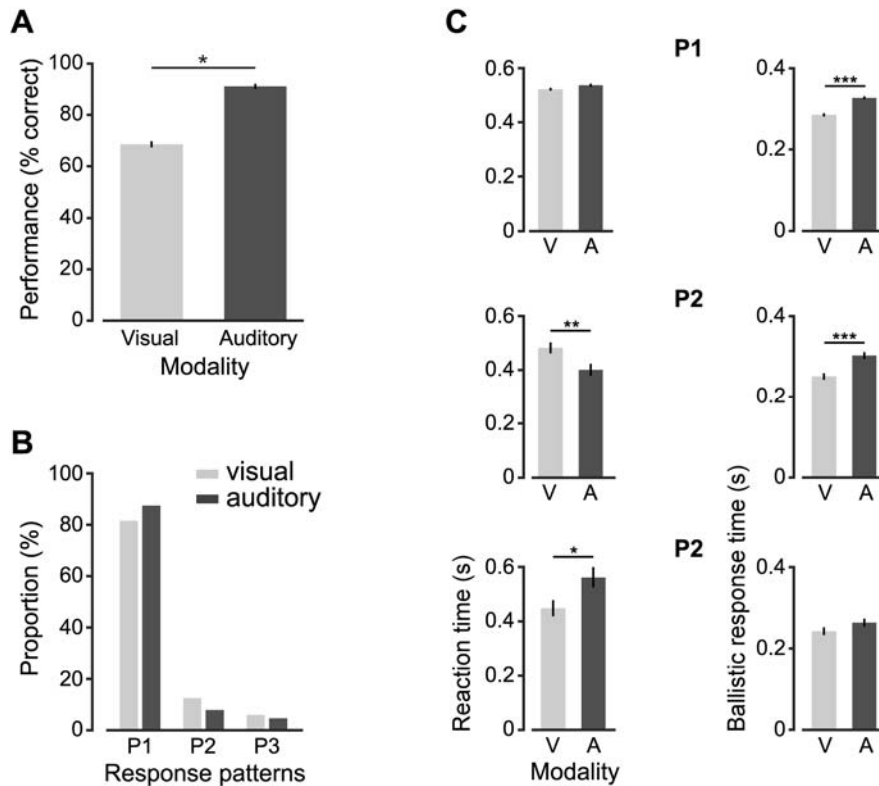 A
Performance (% correct)
100
80
60
40
20
0
*
Visual
Auditory
Modality
B
Proportion (%)
100
80
60
40
20
0
visual
auditory
P1
P2
P3
Response patterns
C
P1
0.6
0.4
0.2
0
V
A
0.4
0.2
0
***
V
A
P2
0.6
0.4
0.2
0
**
V
A
0.4
0.2
0
***
V
A
P2
Reaction time (s)
0.6
0.4
0.2
0
*
V
A
Modality
Ballistic response time (s)
0.4
0.2
0
V
A